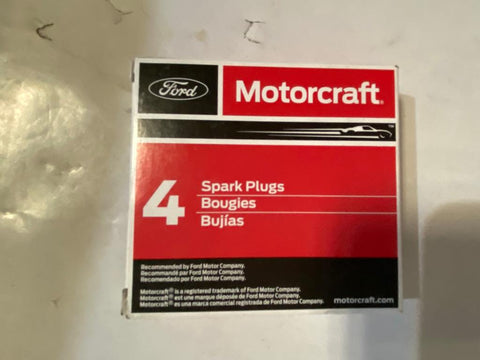 Ford
Motorcraft®
TM
4
Spark Plugs
Bougies
Bujías
Recommended by Ford Motor Company.
Recommandé par Ford Motor Company.
Recomendado por Ford Motor Company.
Motorcraft® is a registered trademark of Ford Motor Company.
Motorcraft® est une marque déposée de Ford Motor Company.
Motorcraft® es una marca comercial registrada de Ford Motor Company.
motorcraft.com